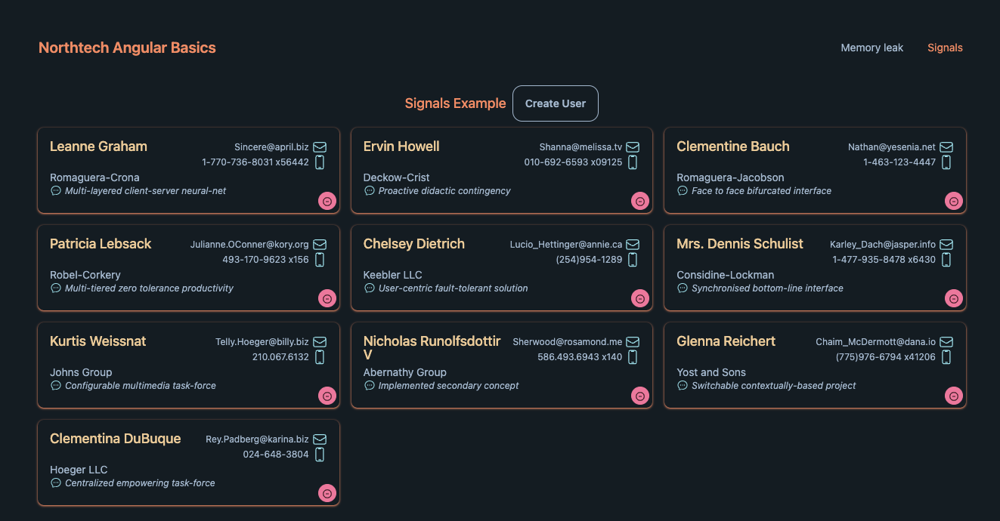 Northtech Angular Basics
Memory leak
Signals
Signals Example
Create User
Leanne Graham
Sincere@april.biz
1-770-736-8031 x56442
Romaguera-Crona
Multi-layered client-server neural-net
Ervin Howell
Shanna@melissa.tv
010-692-6593 x09125
Deckow-Crist
Proactive didactic contingency
Clementine Bauch
Nathan@yesenia.net
1-463-123-4447
Romaguera-Jacobson
Face to face bifurcated interface
Patricia Lebsack
Julianne.OConner@kory.org
493-170-9623 x156
Robel-Corkery
Multi-tiered zero tolerance productivity
Chelsey Dietrich
Lucio_Hettinger@annie.ca
(254)954-1289
Keebler LLC
User-centric fault-tolerant solution
Mrs. Dennis Schulist
Karley_Dach@jasper.info
1-477-935-8478 x6430
Considine-Lockman
Synchronised bottom-line interface
Kurtis Weissnat
Telly.Hoeger@billy.biz
210.067.6132
Johns Group
Configurable multimedia task-force
Nicholas Runolfsdottir
V
Sherwood@rosamond.me
586.493.6943 x140
Abernathy Group
Implemented secondary concept
Glenna Reichert
Chaim_McDermott@dana.io
(775)976-6794 x41206
Yost and Sons
Switchable contextually-based project
Clementina DuBuque
Rey.Padberg@karina.biz
024-648-3804
Hoeger LLC
Centralized empowering task-force